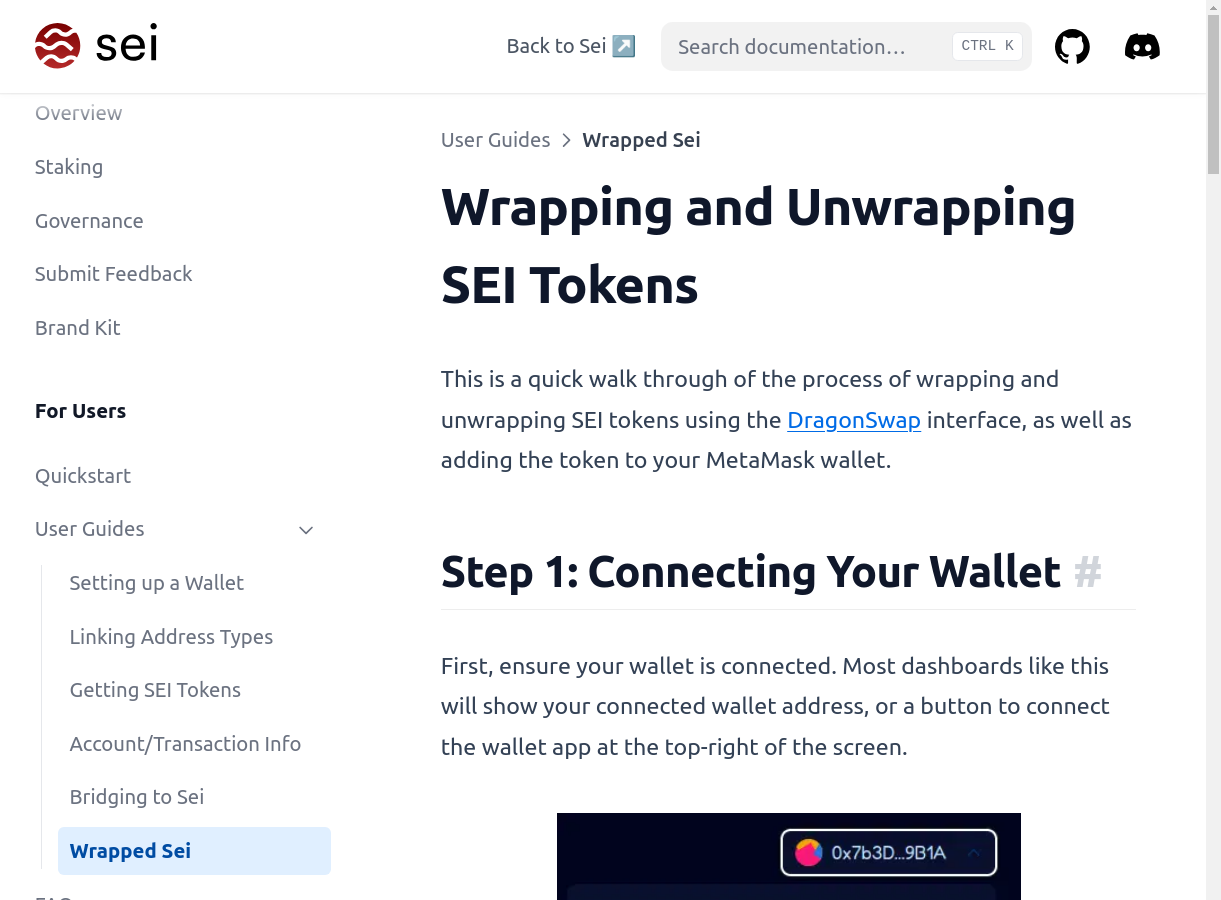 sei
Back to Sei ↗
Search documentation…
CTRL K
Overview
Staking
Governance
Submit Feedback
Brand Kit
For Users
Quickstart
User Guides
Setting up a Wallet
Linking Address Types
Getting SEI Tokens
Account/Transaction Info
Bridging to Sei
Wrapped Sei
User Guides > Wrapped Sei
Wrapping and Unwrapping
SEI Tokens
This is a quick walk through of the process of wrapping and
unwrapping SEI tokens using the DragonSwap interface, as well as
adding the token to your MetaMask wallet.
Step 1: Connecting Your Wallet #
First, ensure your wallet is connected. Most dashboards like this
will show your connected wallet address, or a button to connect
the wallet app at the top-right of the screen.
0x7b3D...9B1A